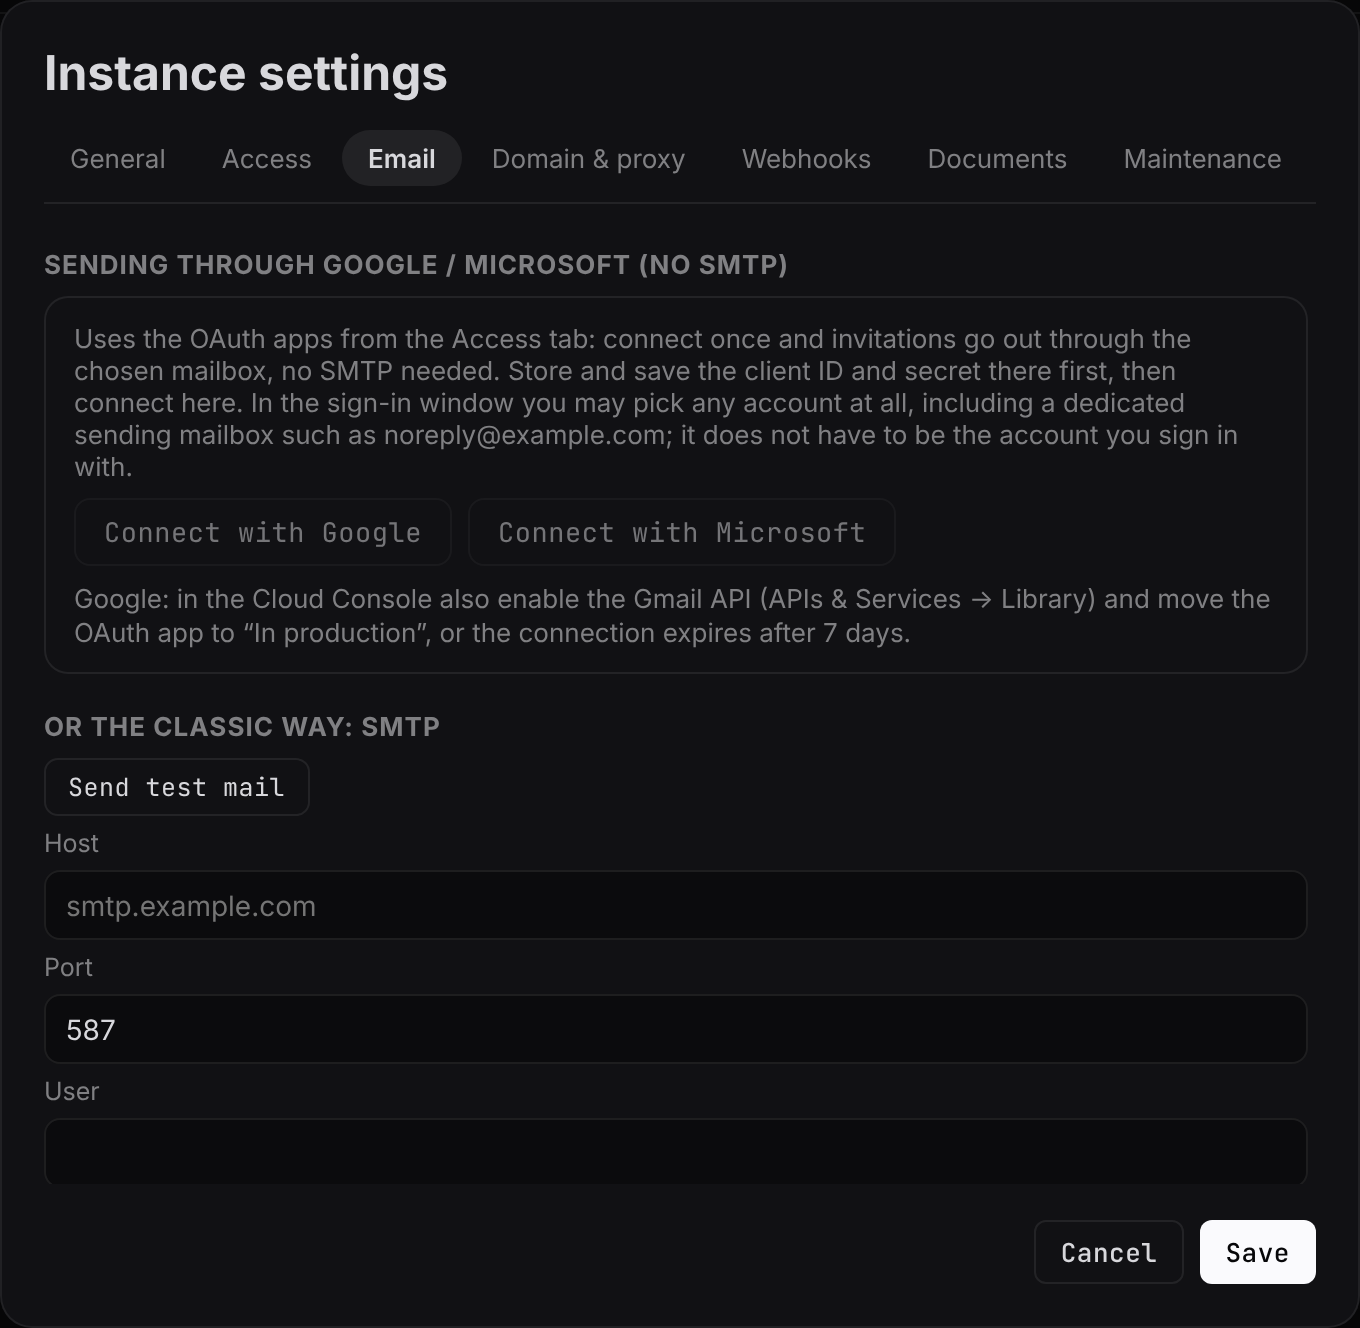 Instance settings
General Access Email Domain & proxy Webhooks Documents Maintenance
SENDING THROUGH GOOGLE / MICROSOFT (NO SMTP)
Uses the OAuth apps from the Access tab: connect once and invitations go out through the
chosen mailbox, no SMTP needed. Store and save the client ID and secret there first, then
connect here. In the sign-in window you may pick any account at all, including a dedicated
sending mailbox such as noreply@example.com; it does not have to be the account you sign in
with.
Connect with Google Connect with Microsoft
Google: in the Cloud Console also enable the Gmail API (APIs & Services → Library) and move the
OAuth app to “In production”, or the connection expires after 7 days.
OR THE CLASSIC WAY: SMTP
Send test mail
Host
smtp.example.com
Port
587
User
Cancel Save